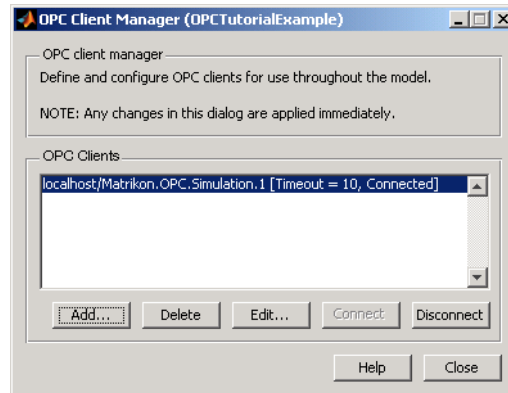 OPC Client Manager (OPCTutorialExample)
OPC client manager
Define and configure OPC clients for use throughout the model.
NOTE: Any changes in this dialog are applied immediately.
OPC Clients
localhost/Matrikon.OPC.Simulation.1 [Timeout = 10, Connected]
Add... Delete Edit... Connect Disconnect
Help Close